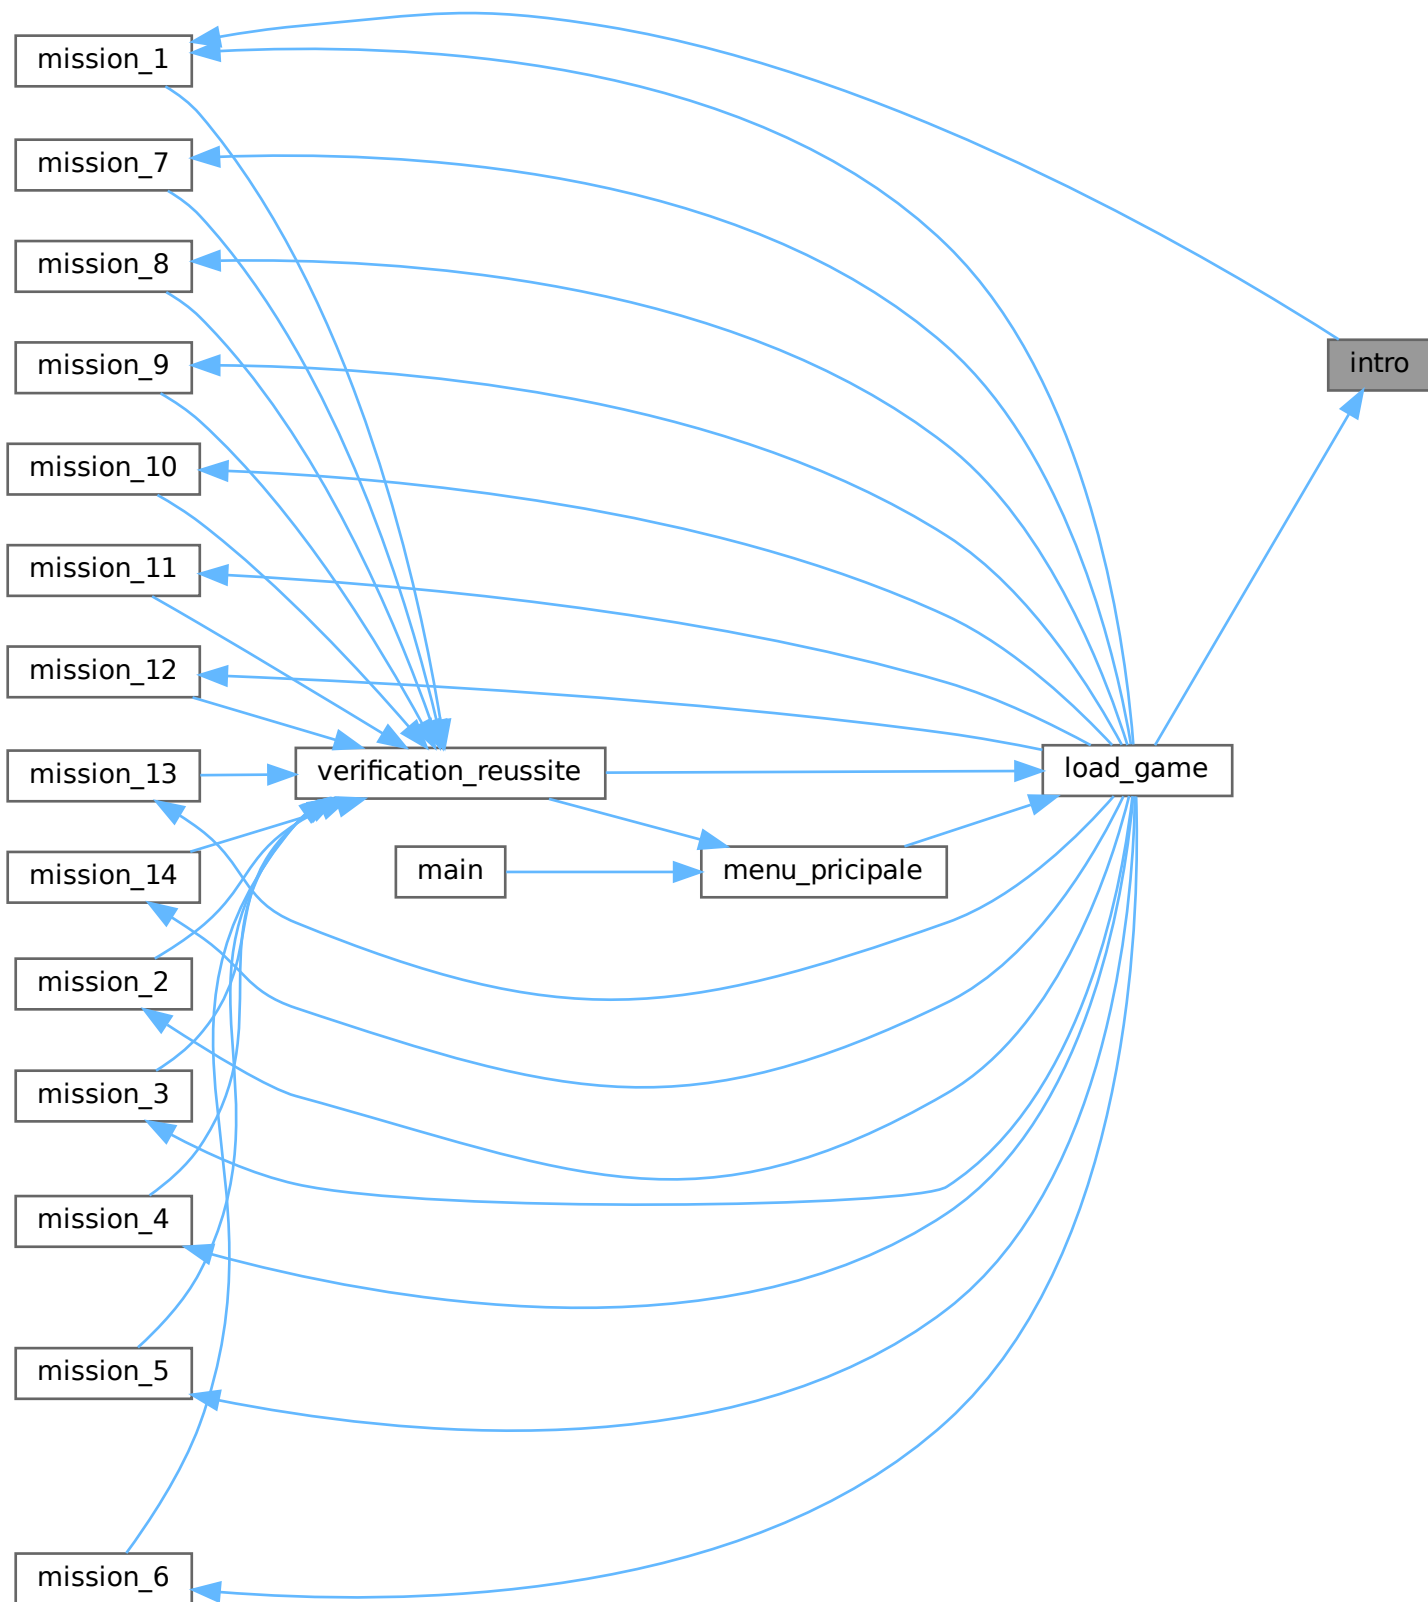 mission_1
mission_7
mission_8
mission_9
intro
mission_10
mission_11
mission_12
mission_13
verification_reussite
load_game
mission_14
main
menu_pricipale
mission_2
mission_3
mission_4
mission_5
mission_6